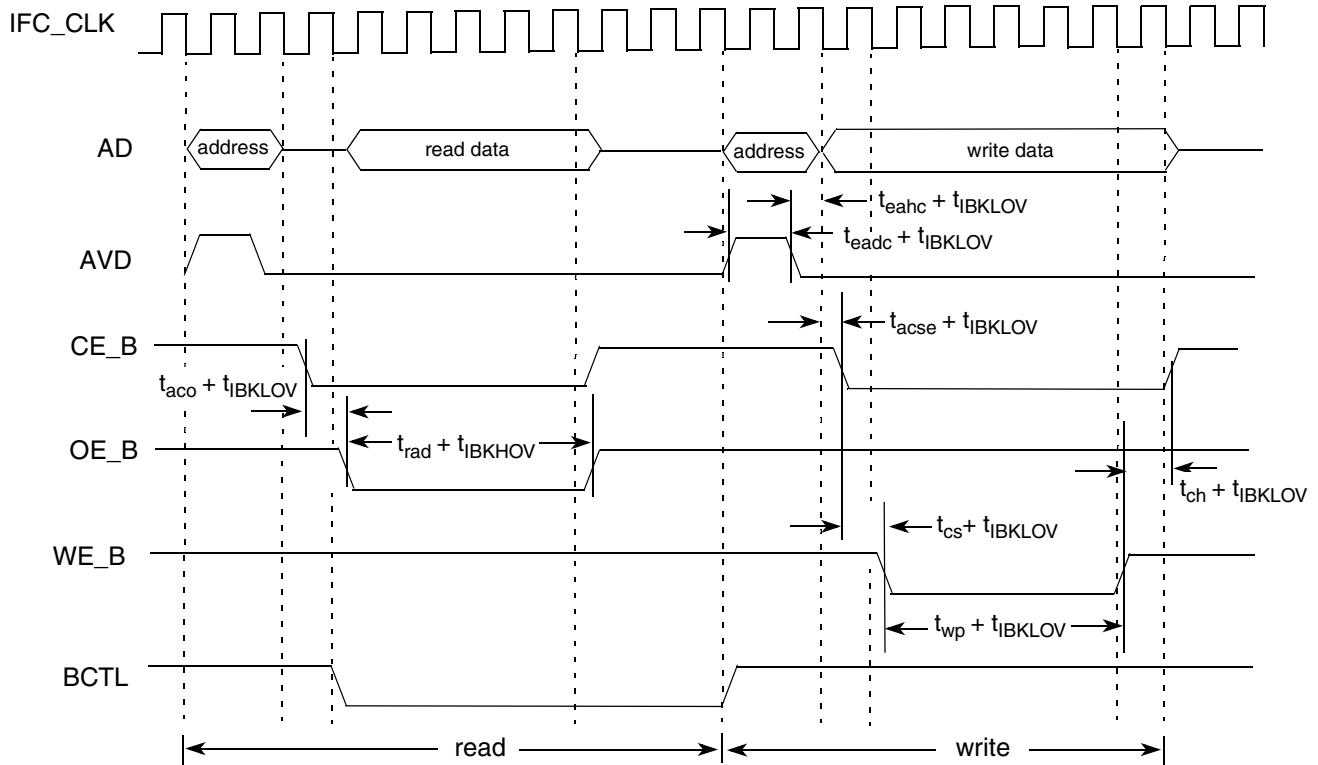 IFC_CLK
AD
address
read data
address
write data
t_eahc + t_IBKLOV
t_eadc + t_IBKLOV
AVD
t_acse + t_IBKLOV
CE_B
t_aco + t_IBKLOV
t_rad + t_IBKHOV
OE_B
t_ch + t_IBKLOV
t_cs+ t_IBKLOV
WE_B
t_wp + t_IBKLOV
BCTL
read
write